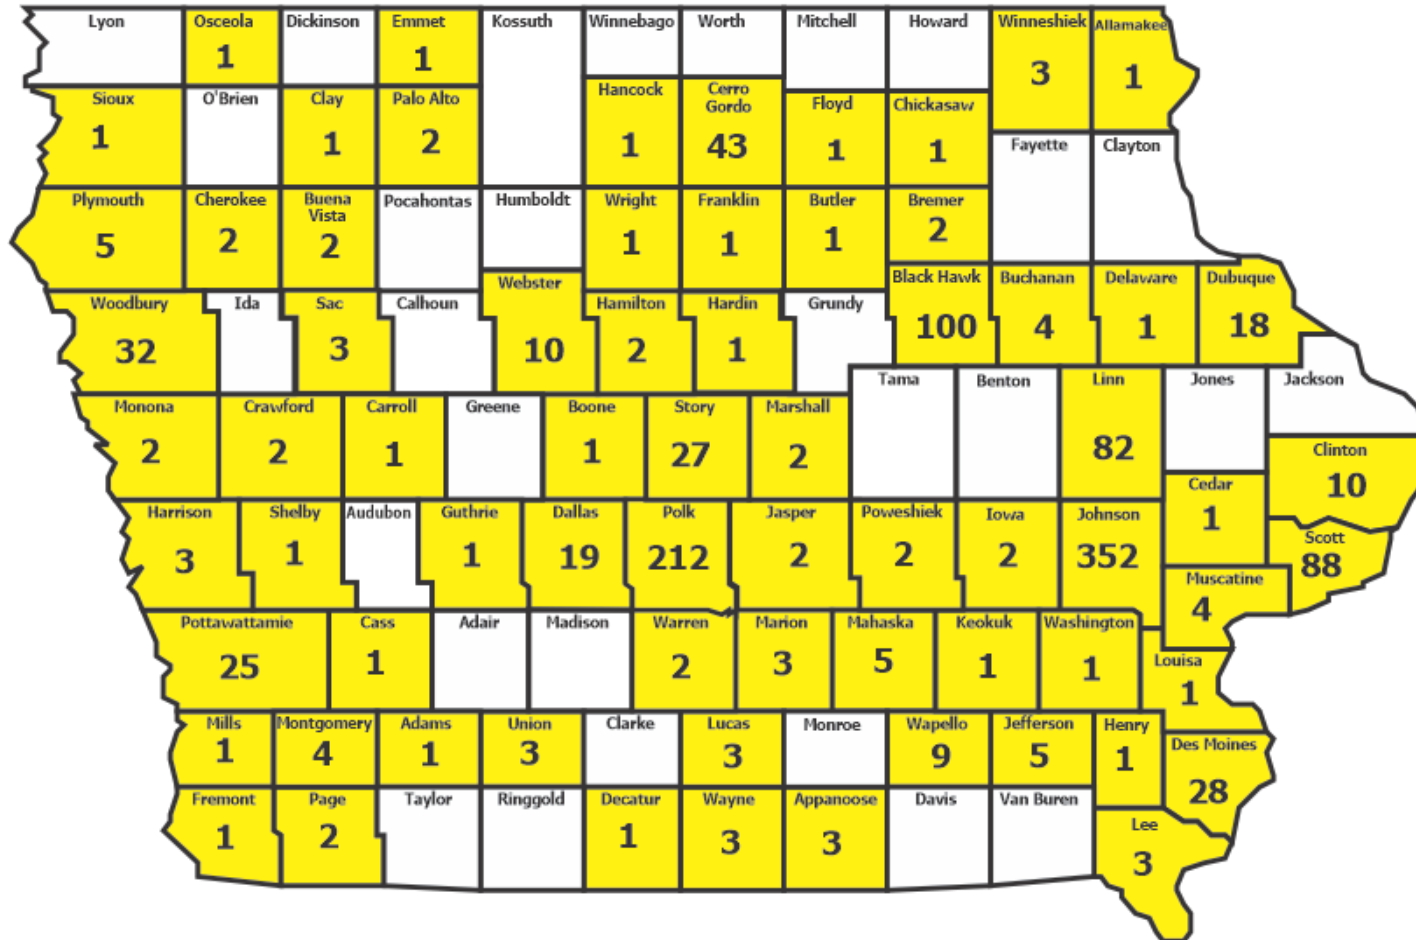 Lyon
Osceola
1
Dickinson
Emmet
1
Kossuth
Winnebago
Worth
Mitchell
Howard
Winneshiek
3
Allamakee
1
Sioux
1
O'Brien
Clay
1
Palo Alto
2
Hancock
1
Cerro
Gordo
43
Floyd
1
Chickasaw
1
Fayette
Clayton
Plymouth
5
Cherokee
2
Buena
Vista
2
Pocahontas
Humboldt
Wright
1
Franklin
1
Butler
1
Bremer
2
Woodbury
32
Ida
Sac
3
Calhoun
Webster
10
Hamilton
2
Hardin
1
Grundy
Black Hawk
100
Buchanan
4
Delaware
1
Dubuque
18
Monona
2
Crawford
2
Carroll
1
Greene
Boone
1
Story
27
Marshall
2
Tama
Benton
Linn
82
Jones
Jackson
Clinton
10
Harrison
3
Shelby
1
Audubon
Guthrie
1
Dallas
19
Polk
212
Jasper
2
Poweshiek
2
Iowa
2
Johnson
352
Cedar
1
Scott
88
Muscatine
4
Pottawattamie
25
Cass
1
Adair
Madison
Warren
2
Marion
3
Mahaska
5
Keokuk
1
Washington
1
Louisa
1
Mills
1
Montgomery
4
Adams
1
Union
3
Clarke
Lucas
3
Monroe
Wapello
9
Jefferson
5
Henry
1
Des Moines
28
Fremont
1
Page
2
Taylor
Ringgold
Decatur
1
Wayne
3
Appanoose
3
Davis
Van Buren
Lee
3